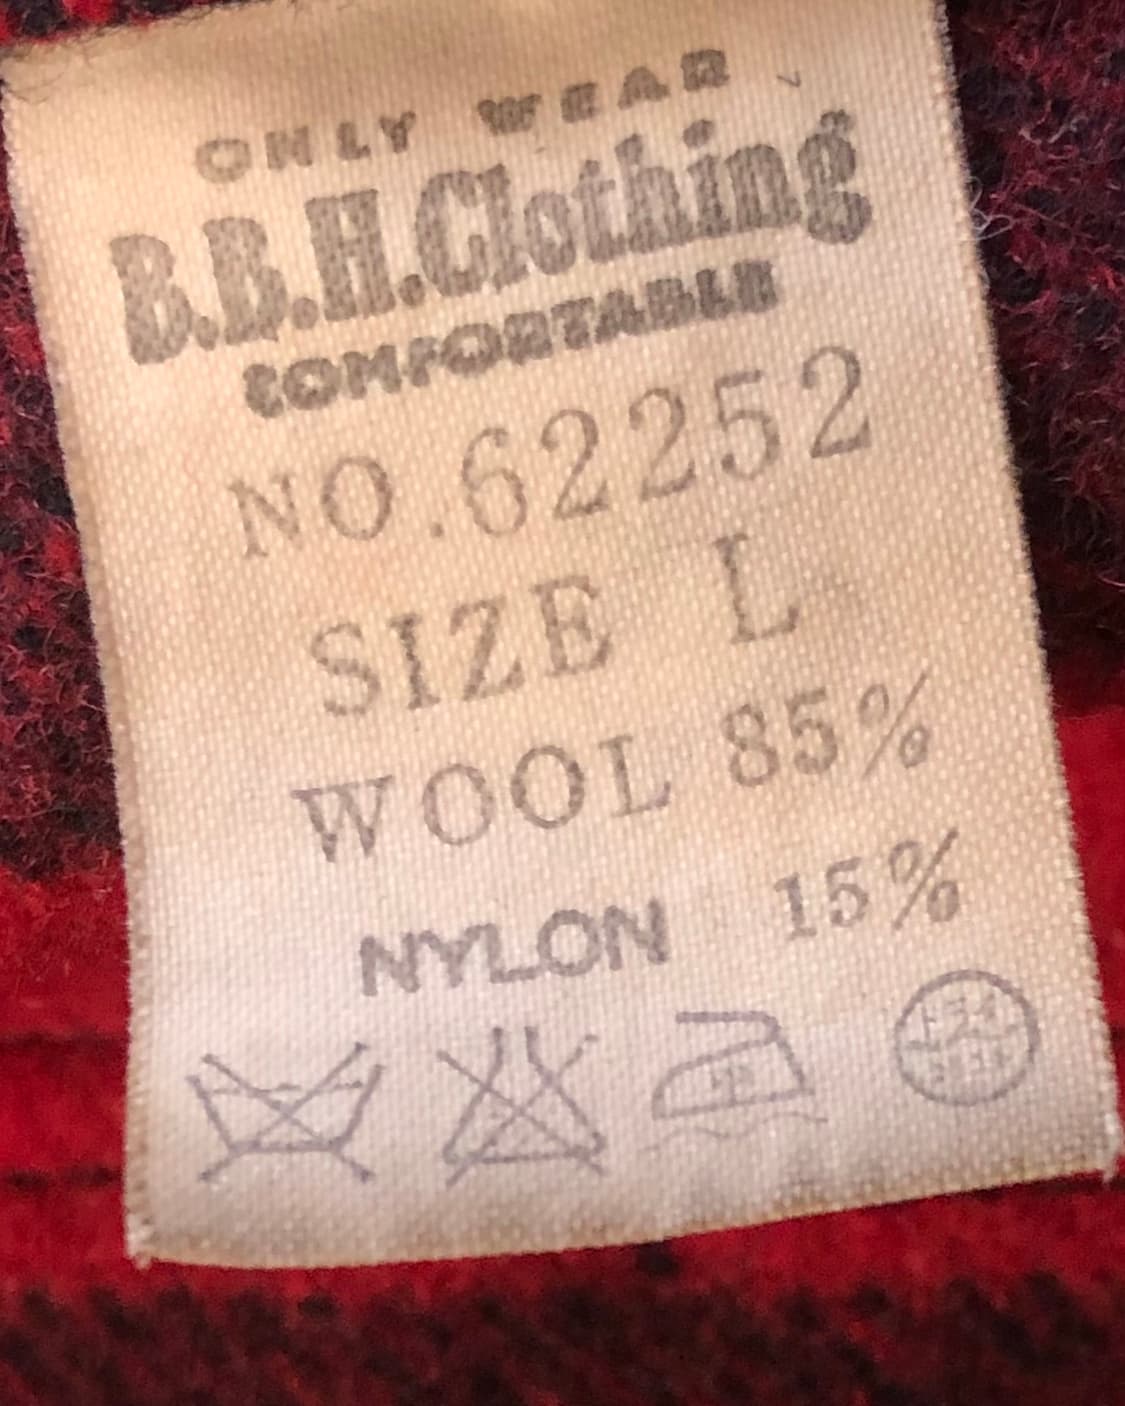 ONLY WEAR
B.B.H.Clothing
COMFORTABLE
NO.62252
SIZE L
WOOL 85%
NYLON 15%